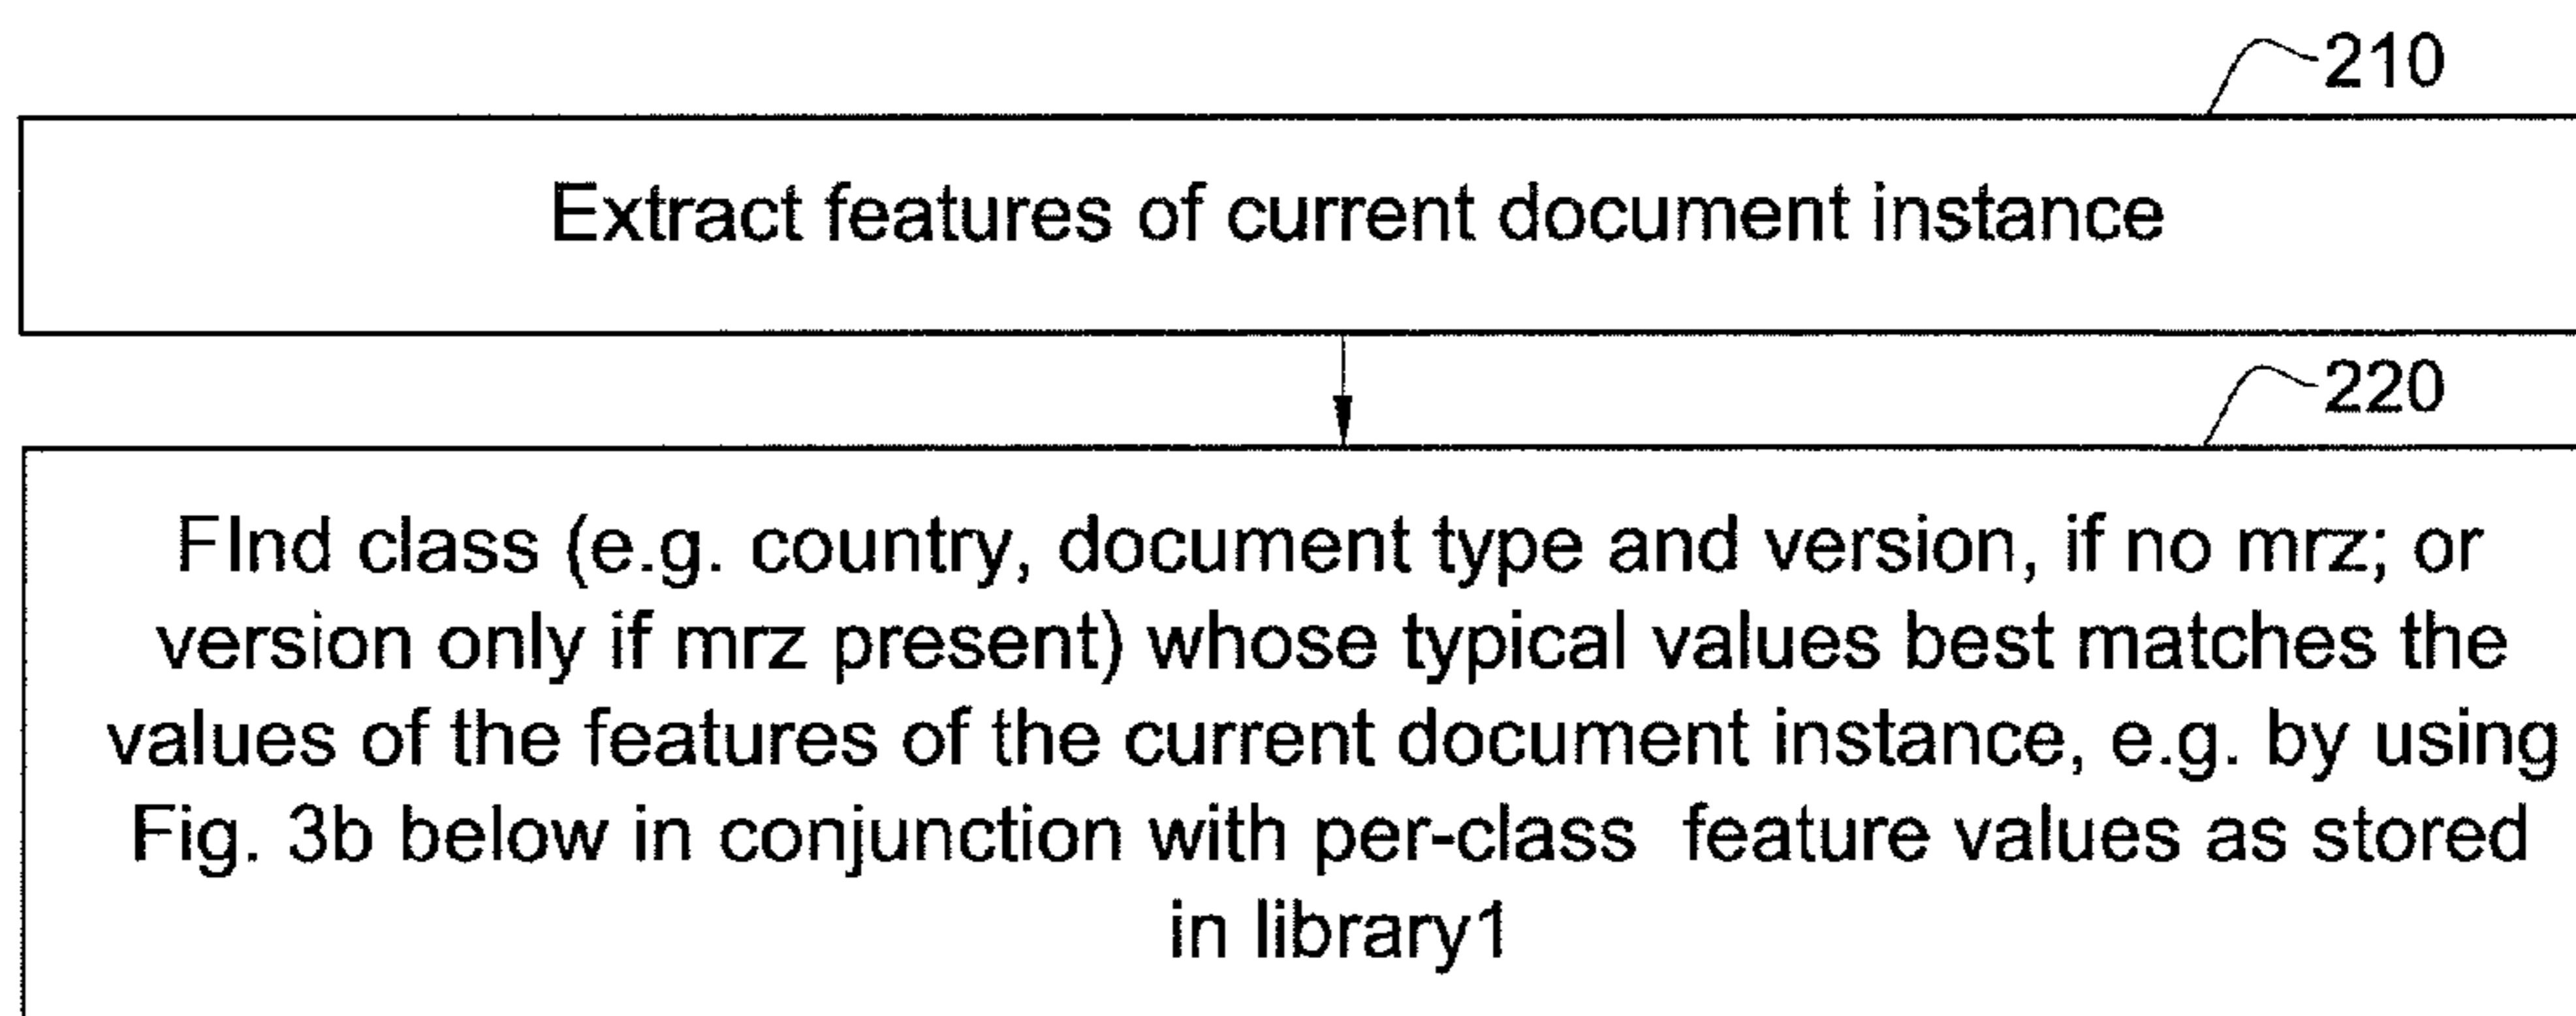 210
Extract features of current document instance
220
FInd class (e.g. country, document type and version, if no mrz; or
version only if mrz present) whose typical values best matches the
values of the features of the current document instance, e.g. by using
Fig. 3b below in conjunction with per-class feature values as stored
in library1